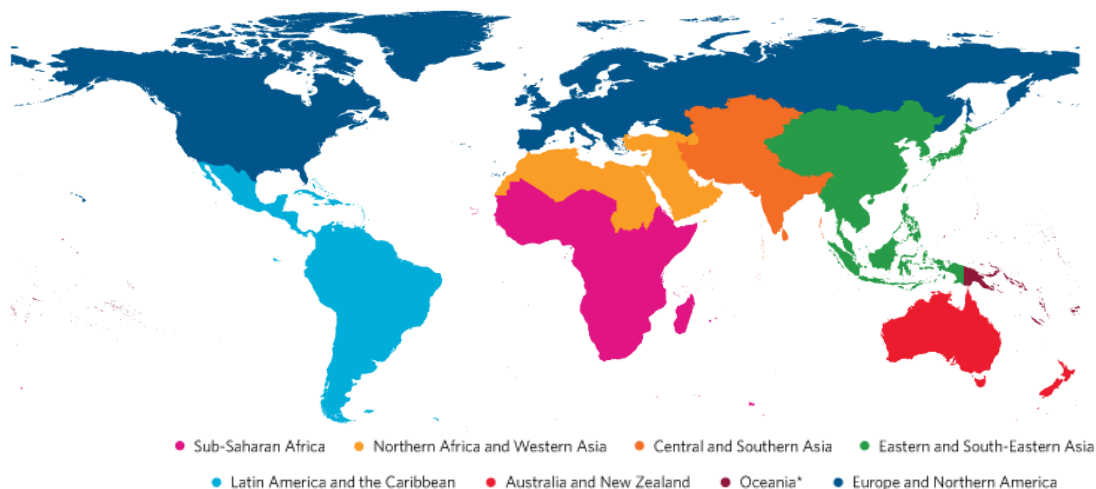 Sub-Saharan Africa Northern Africa and Western Asia Central and Southern Asia Eastern and South-Eastern Asia
Latin America and the Caribbean Australia and New Zealand Oceania* Europe and Northern America